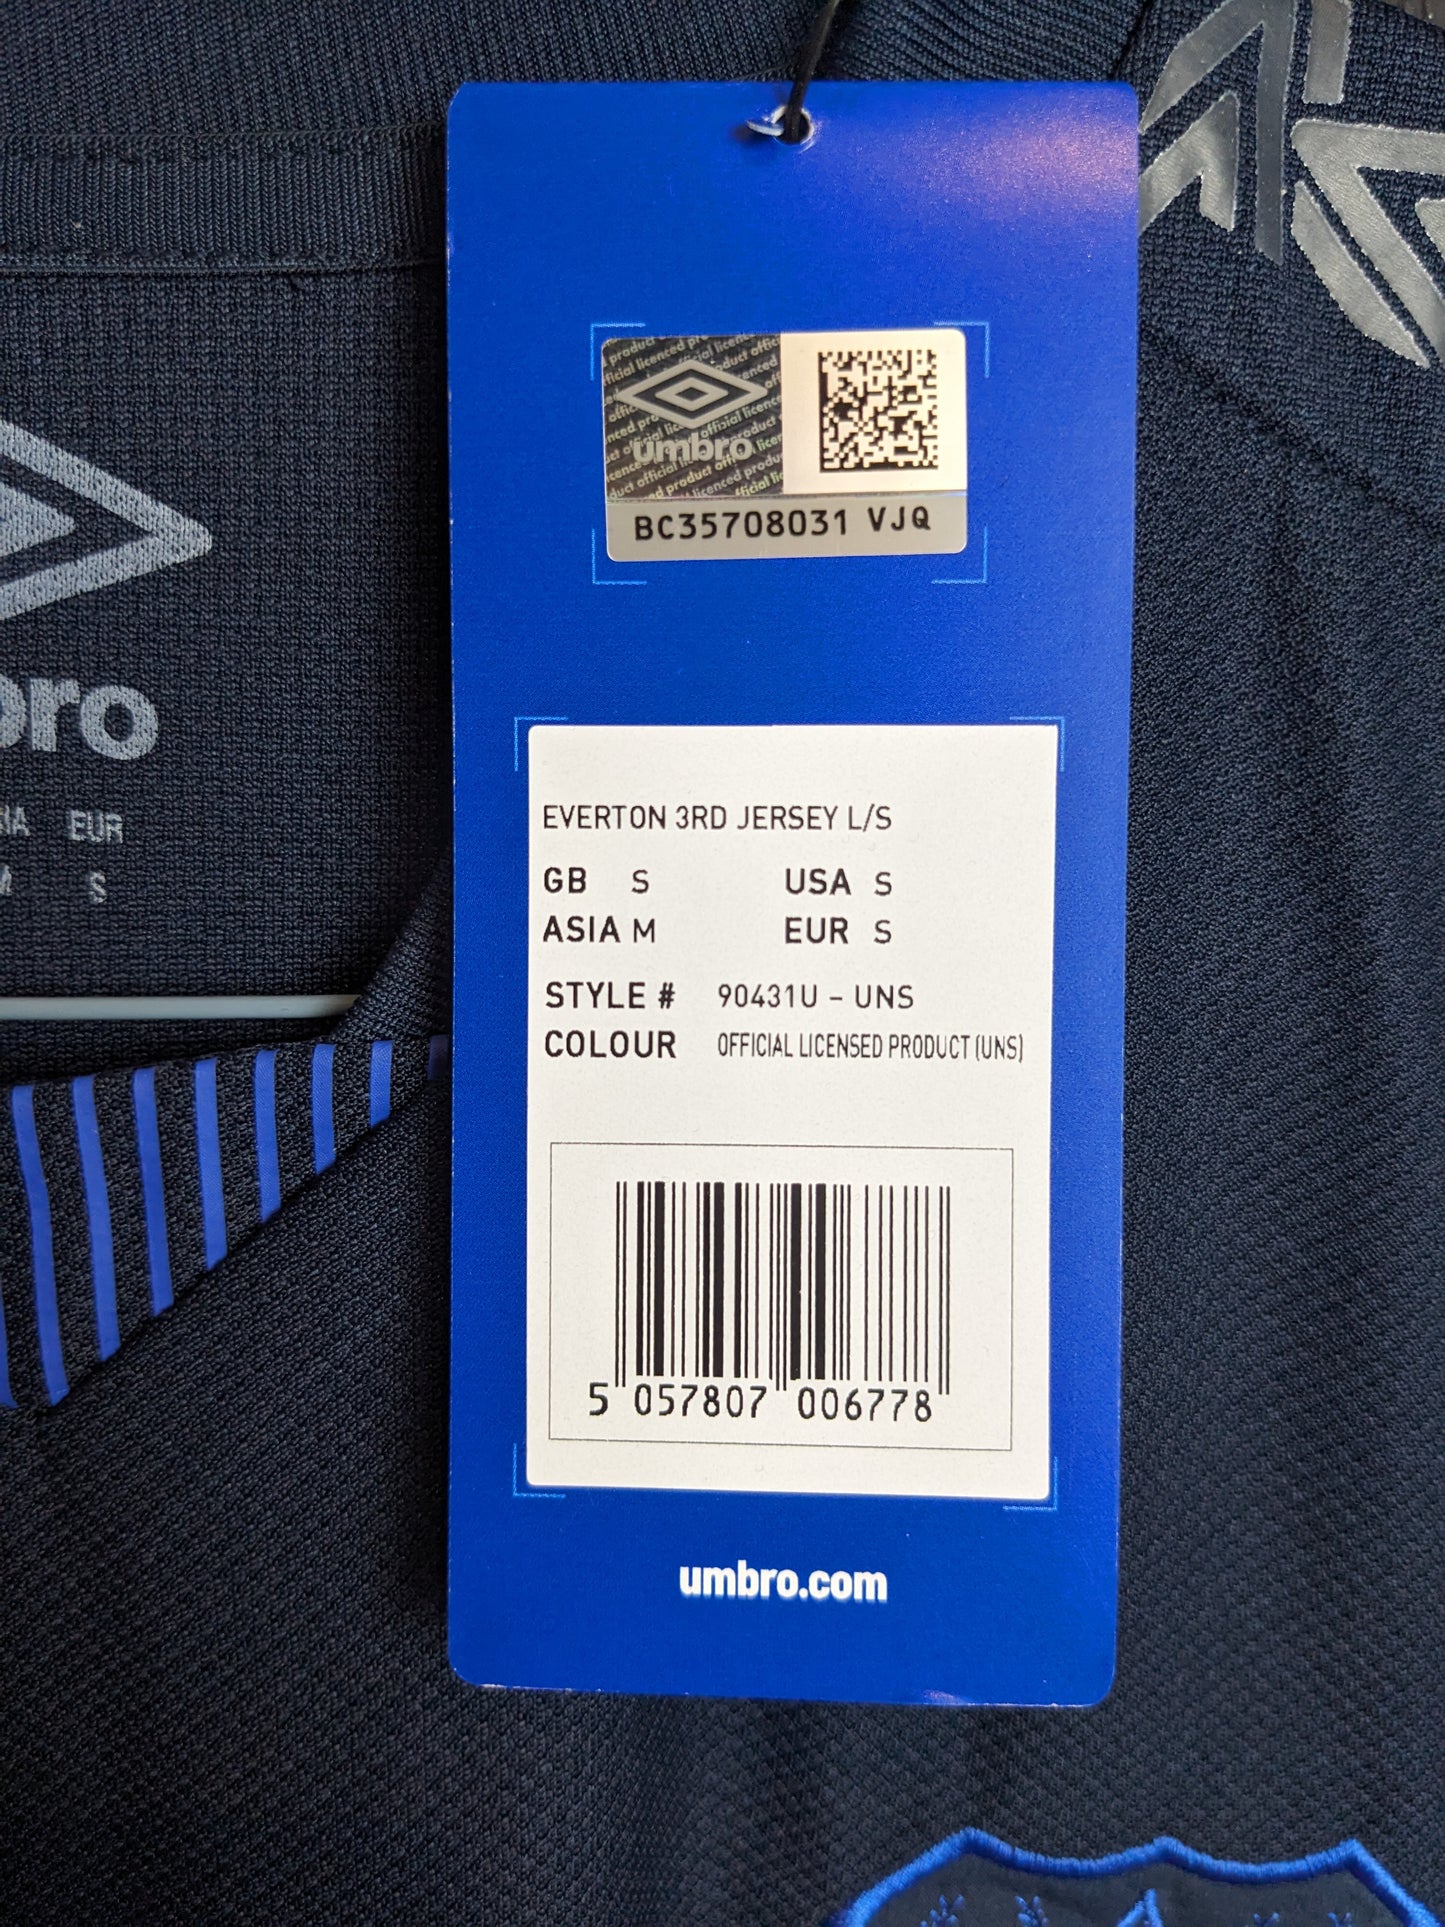 umbro
BC35708031 VJQ
EVERTON 3RD JERSEY L/S
GB S USA S
ASIA M EUR S
STYLE # 90431U – UNS
COLOUR OFFICIAL LICENSED PRODUCT (UNS)
5 057807 006778
umbro.com
EUR
M S